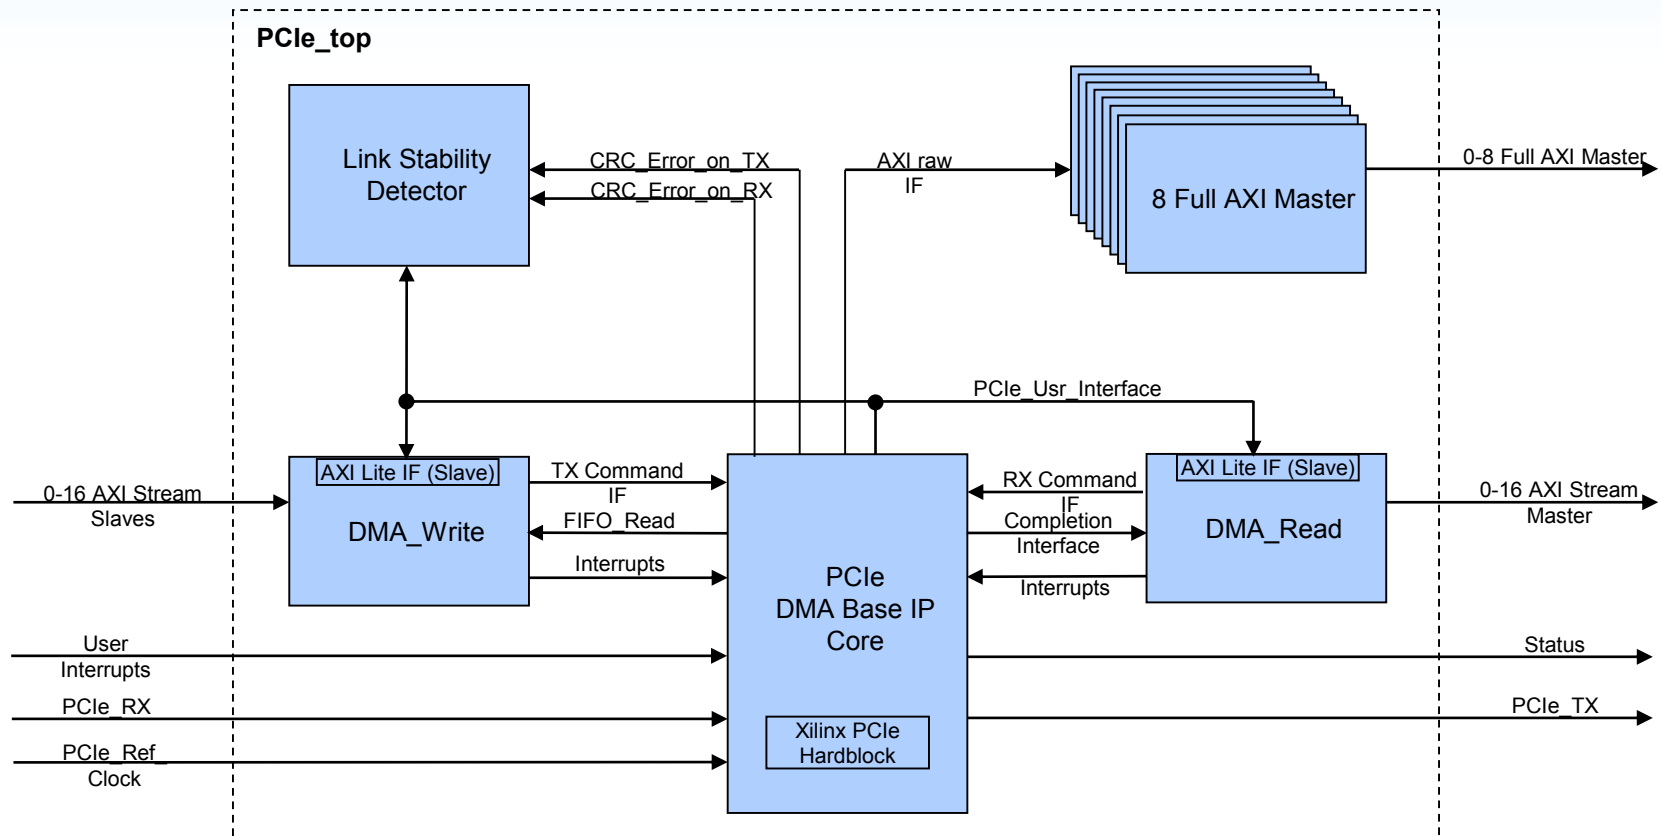 PCIe_top
Link Stability
Detector
CRC_Error_on_TX
CRC_Error_on_RX
AXI raw
IF
8 Full AXI Master
0-8 Full AXI Master
PCIe_Usr_Interface
0-16 AXI Stream
Slaves
AXI Lite IF (Slave)
DMA_Write
TX Command
IF
FIFO_Read
Interrupts
PCIe
DMA Base IP
Core
Xilinx PCIe
Hardblock
RX Command
IF
Completion
Interface
Interrupts
AXI Lite IF (Slave)
DMA_Read
0-16 AXI Stream
Master
User
Interrupts
PCIe_RX
PCIe_Ref_
Clock
Status
PCIe_TX